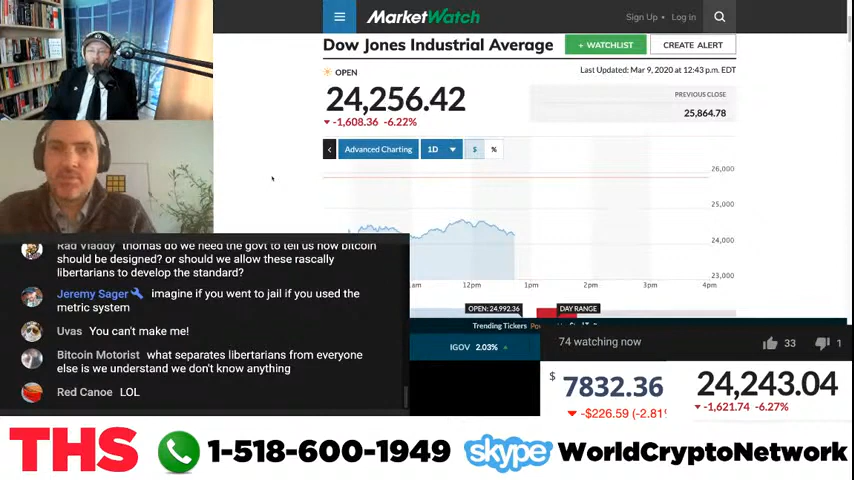 MarketWatch
Sign Up · Log in
Dow Jones Industrial Average
+ WATCHLIST
CREATE ALERT
OPEN
Last Updated: Mar 9, 2020 at 12:43 p.m. EDT
24,256.42
-1,608.36 -6.22%
PREVIOUS CLOSE
25,864.78
Advanced Charting
1D
$
%
26,000
25,000
24,000
23,000
am
12pm
1pm
2pm
3pm
4pm
OPEN: 24,992.36
DAY RANGE
Trending Tickers
IGOV 2.03%
Rad Vladdy thomas do we need the govt to tell us how bitcoin
should be designed? or should we allow these rascally
libertarians to develop the standard?
Jeremy Sager imagine if you went to jail if you used the
metric system
Uvas You can't make me!
Bitcoin Motorist what separates libertarians from everyone
else is we understand we don't know anything
Red Canoe LOL
74 watching now
33
1
$ 7832.36
-$226.59 (-2.81%
24,243.04
-1,621.74 -6.27%
THS
1-518-600-1949
skype
WorldCryptoNetwork